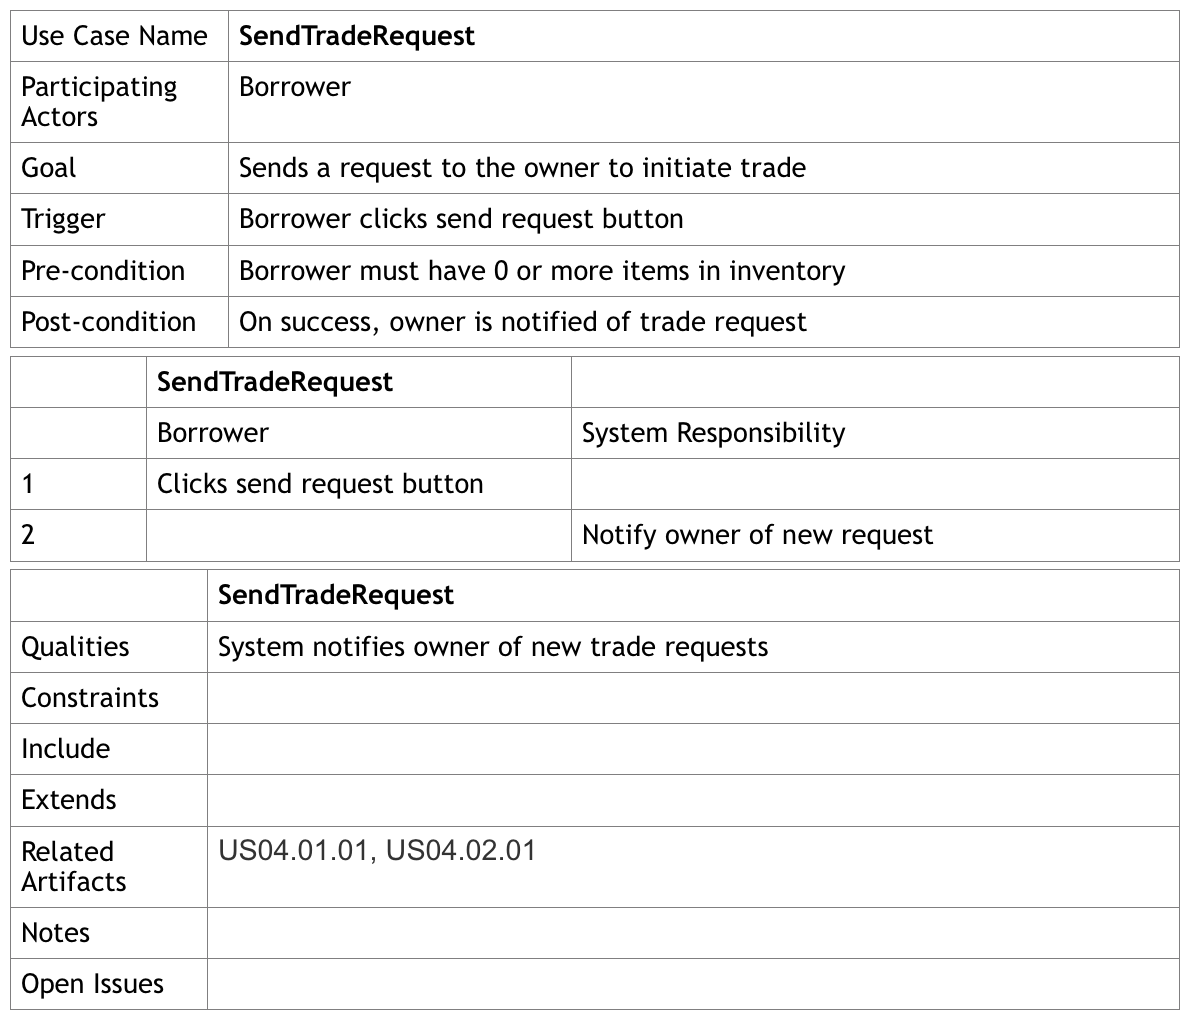 Use Case Name SendTradeRequest
Participating Actors Borrower
Goal Sends a request to the owner to initiate trade
Trigger Borrower clicks send request button
Pre-condition Borrower must have 0 or more items in inventory
Post-condition On success, owner is notified of trade request
SendTradeRequest
Borrower System Responsibility
1 Clicks send request button
2 Notify owner of new request
SendTradeRequest
Qualities System notifies owner of new trade requests
Constraints
Include
Extends
Related Artifacts US04.01.01, US04.02.01
Notes
Open Issues